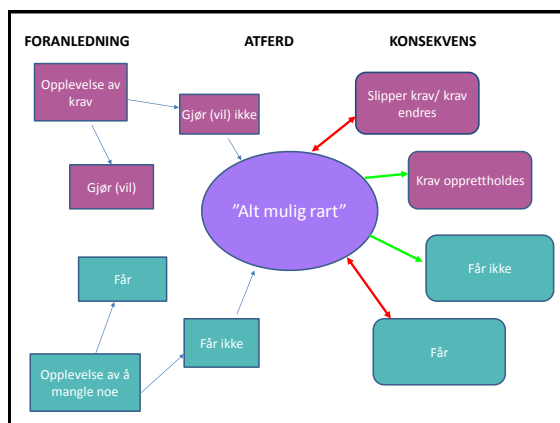 FORANLEDNING
ATFERD
KONSEKVENS
Opplevelse av
krav
Gjør (vil) ikke
Slipper krav/ krav
endres
Gjør (vil)
Krav opprettholdes
”Alt mulig rart”
Får
Får ikke
Får ikke
Får
Opplevelse av å
mangle noe